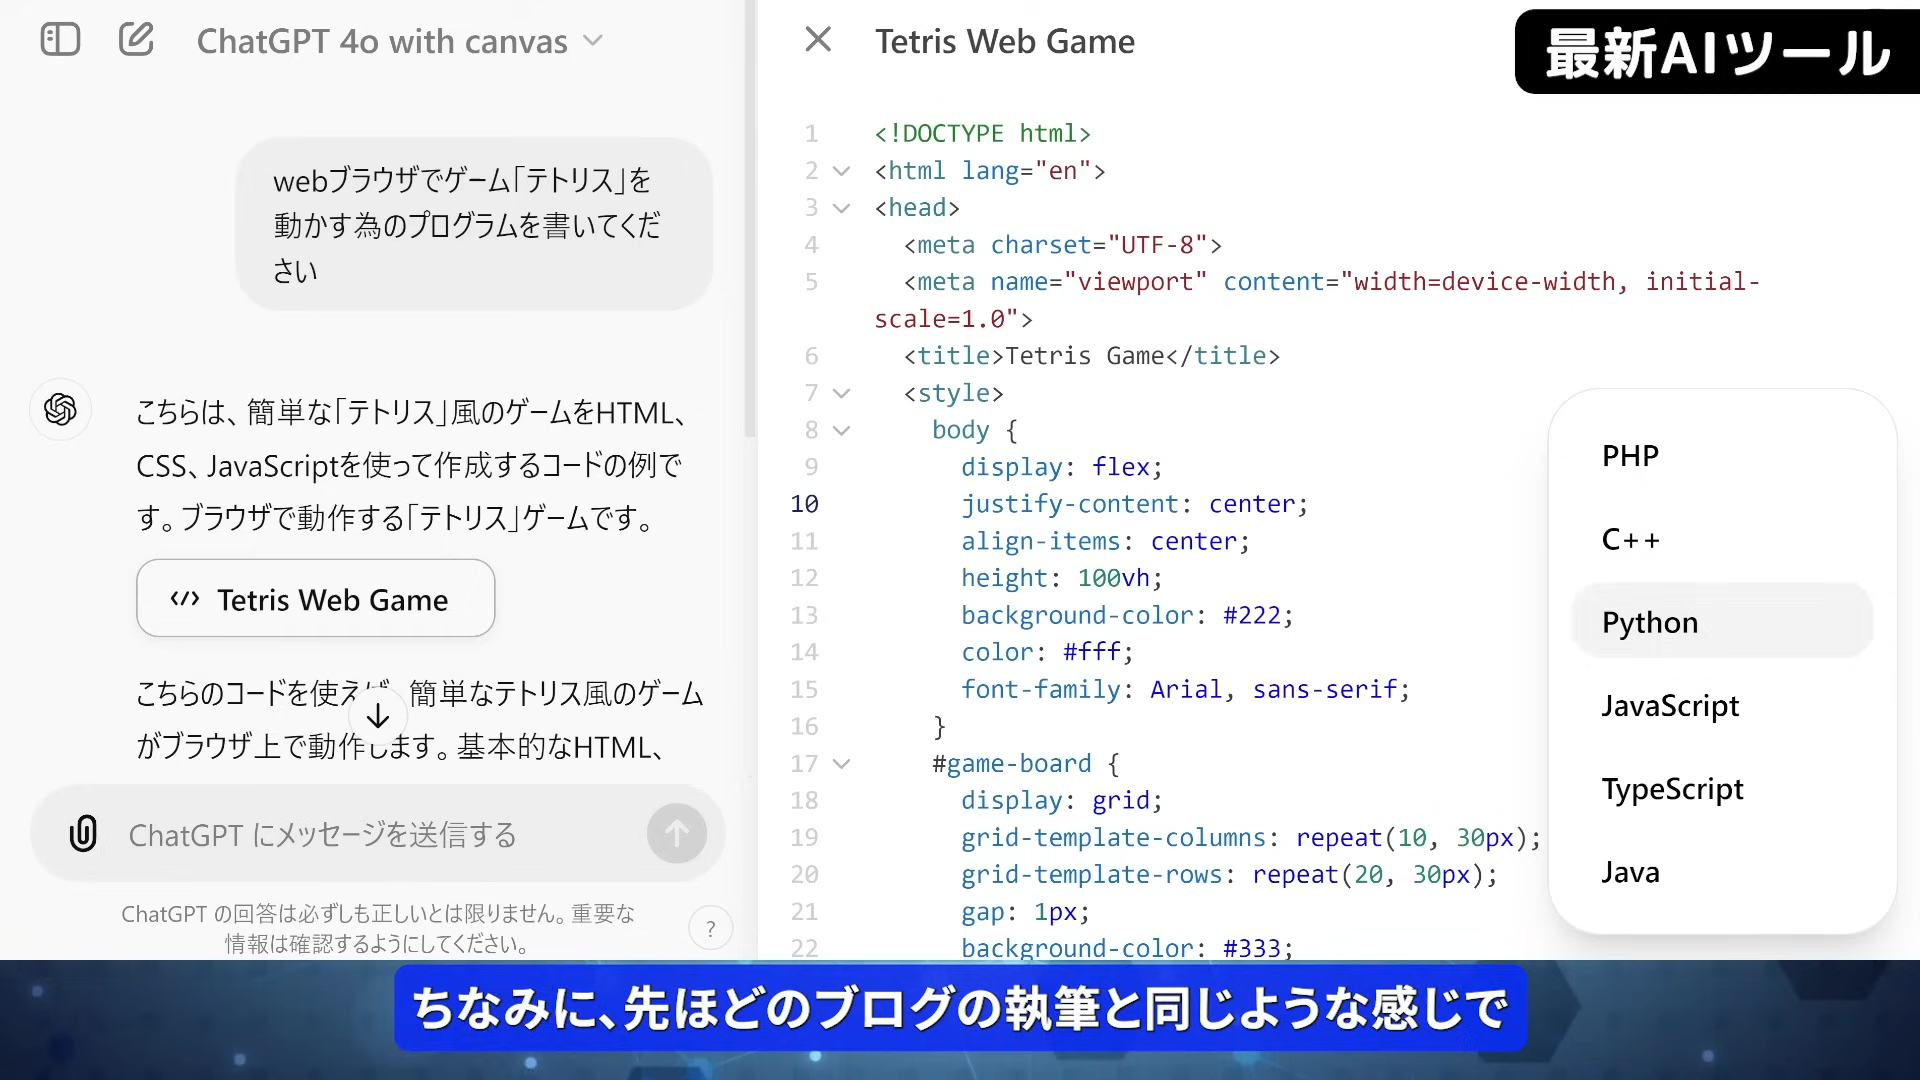 ChatGPT 4o with canvas
webブラウザでゲーム「テトリス」を
動かす為のプログラムを書いてくだ
さい
こちらは、簡単な「テトリス」風のゲームをHTML、
CSS、JavaScriptを使って作成するコードの例で
す。ブラウザで動作する「テトリス」ゲームです。
Tetris Web Game
こちらのコードを使えば、簡単なテトリス風のゲーム
がブラウザ上で動作します。基本的なHTML、
ChatGPT にメッセージを送信する
ChatGPT の回答は必ずしも正しいとは限りません。重要な
情報は確認するようにしてください。
?
Tetris Web Game
最新AIツール
1 <!DOCTYPE html>
2 <html lang="en">
3 <head>
4 <meta charset="UTF-8">
5 <meta name="viewport" content="width=device-width, initial-
scale=1.0">
6 <title>Tetris Game</title>
7 <style>
8 body {
9 display: flex;
10 justify-content: center;
11 align-items: center;
12 height: 100vh;
13 background-color: #222;
14 color: #fff;
15 font-family: Arial, sans-serif;
16 }
17 #game-board {
18 display: grid;
19 grid-template-columns: repeat(10, 30px);
20 grid-template-rows: repeat(20, 30px);
21 gap: 1px;
22 background-color: #333;
PHP
C++
Python
JavaScript
TypeScript
Java
ちなみに、先ほどのブログの執筆と同じような感じで